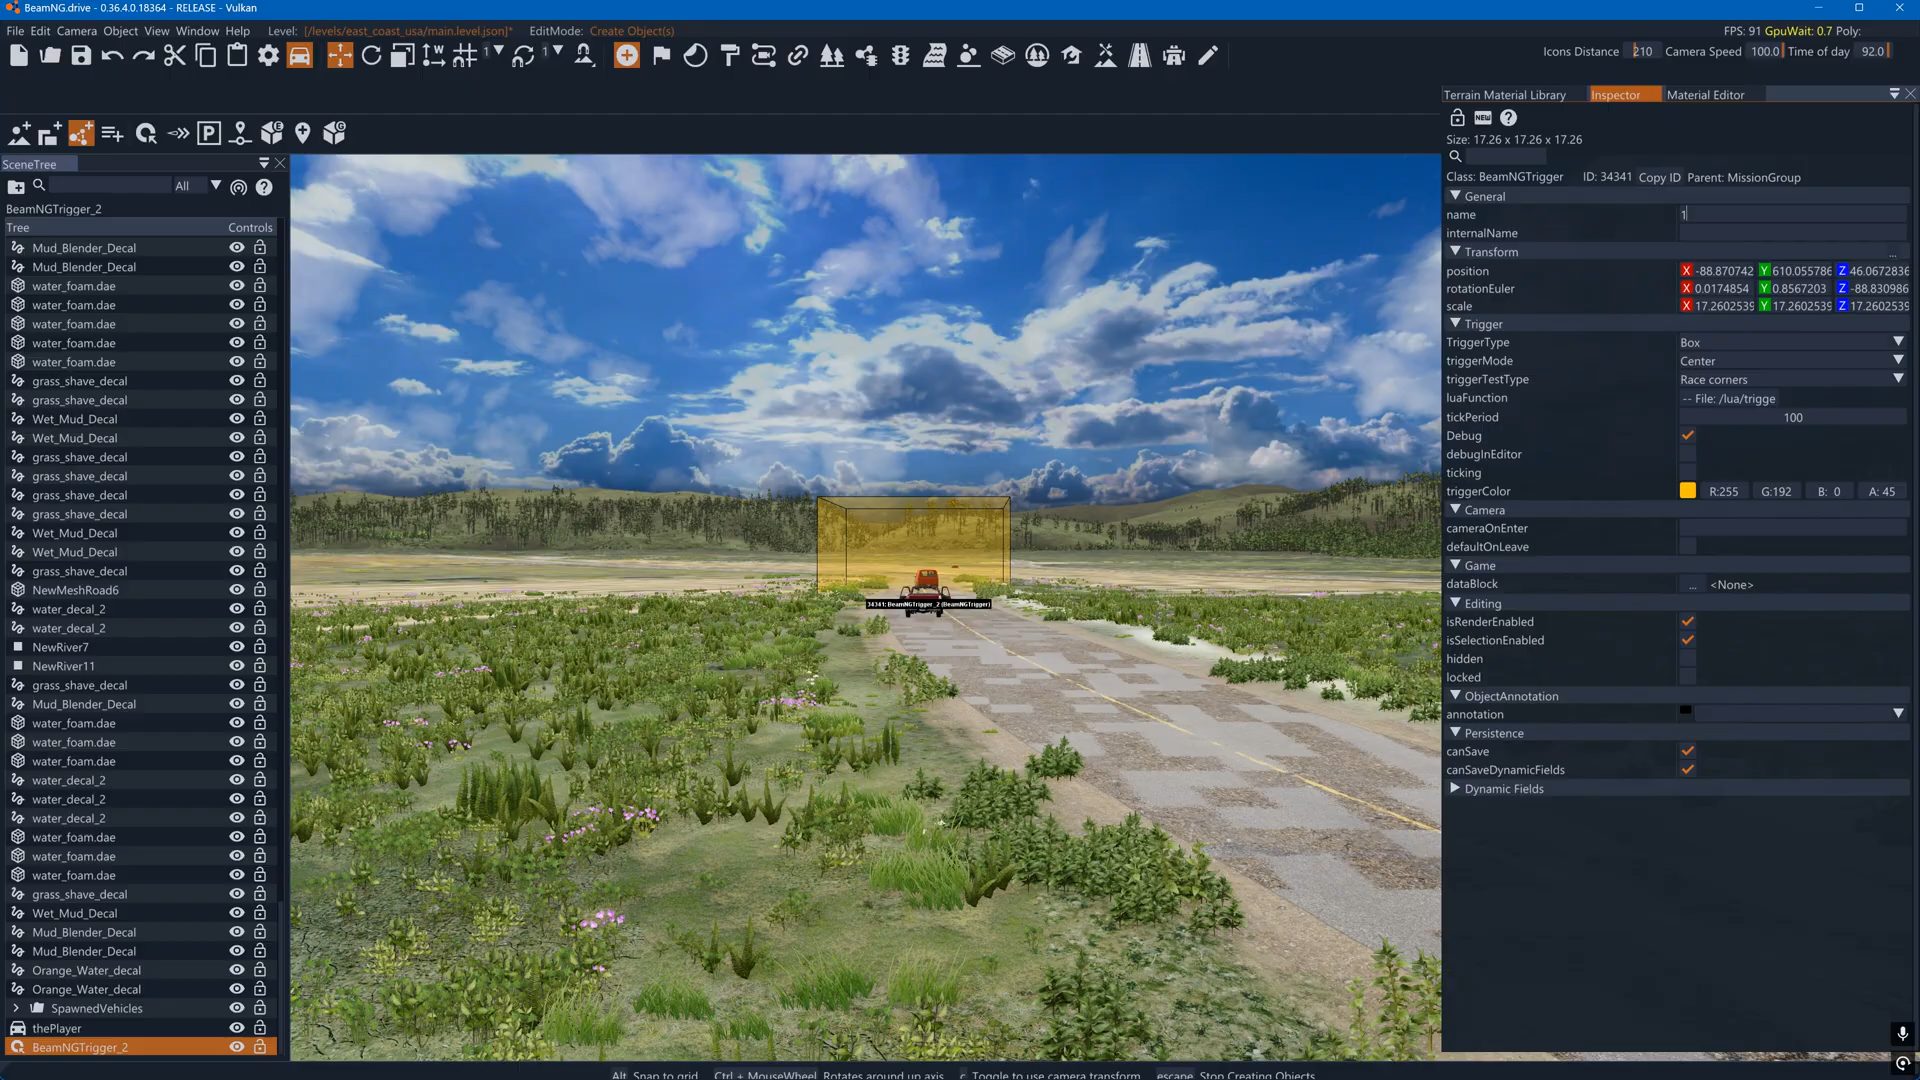 BeamNG.drive - 0.36.4.0.18364 - RELEASE - Vulkan
File Edit Camera Object View Window Help Level: [/levels/east_coast_usa/main.level.json]* EditMode: Create Object(s) FPS: 91 GpuWait: 0.7 Poly:
1 1 Icons Distance 210 Camera Speed 100.0 Time of day 92.0
Terrain Material Library Inspector Material Editor
NEW
Size: 17.26 x 17.26 x 17.26
Class: BeamNGTrigger ID: 34341 Copy ID Parent: MissionGroup
General
name 1
internalName
Transform ...
position X -88.870742 Y 610.055786 Z 46.0672836
rotationEuler X 0.0174854 Y 0.8567203 Z -88.830986
scale X 17.2602539 Y 17.2602539 Z 17.2602539
Trigger
TriggerType Box
triggerMode Center
triggerTestType Race corners
luaFunction -- File: /lua/trigge
tickPeriod 100
Debug
debugInEditor
ticking
triggerColor R:255 G:192 B: 0 A: 45
Camera
cameraOnEnter
defaultOnLeave
Game
dataBlock ... <None>
Editing
isRenderEnabled
isSelectionEnabled
hidden
locked
ObjectAnnotation
annotation
Persistence
canSave
canSaveDynamicFields
Dynamic Fields
SceneTree
All
BeamNGTrigger_2
Tree Controls
Mud_Blender_Decal
Mud_Blender_Decal
water_foam.dae
water_foam.dae
water_foam.dae
water_foam.dae
water_foam.dae
grass_shave_decal
grass_shave_decal
Wet_Mud_Decal
Wet_Mud_Decal
grass_shave_decal
grass_shave_decal
grass_shave_decal
grass_shave_decal
Wet_Mud_Decal
Wet_Mud_Decal
grass_shave_decal
NewMeshRoad6
water_decal_2
water_decal_2
NewRiver7
NewRiver11
grass_shave_decal
Mud_Blender_Decal
water_foam.dae
water_foam.dae
water_foam.dae
water_decal_2
water_decal_2
water_decal_2
water_foam.dae
water_foam.dae
water_foam.dae
grass_shave_decal
Wet_Mud_Decal
Mud_Blender_Decal
Mud_Blender_Decal
Orange_Water_decal
Orange_Water_decal
SpawnedVehicles
thePlayer
BeamNGTrigger_2
34341: BeamNGTrigger_2 (BeamNGTrigger)
Alt Snap to grid Ctrl + MouseWheel Rotates around up axis c Toggle to use camera transform escape Stop Creating Objects